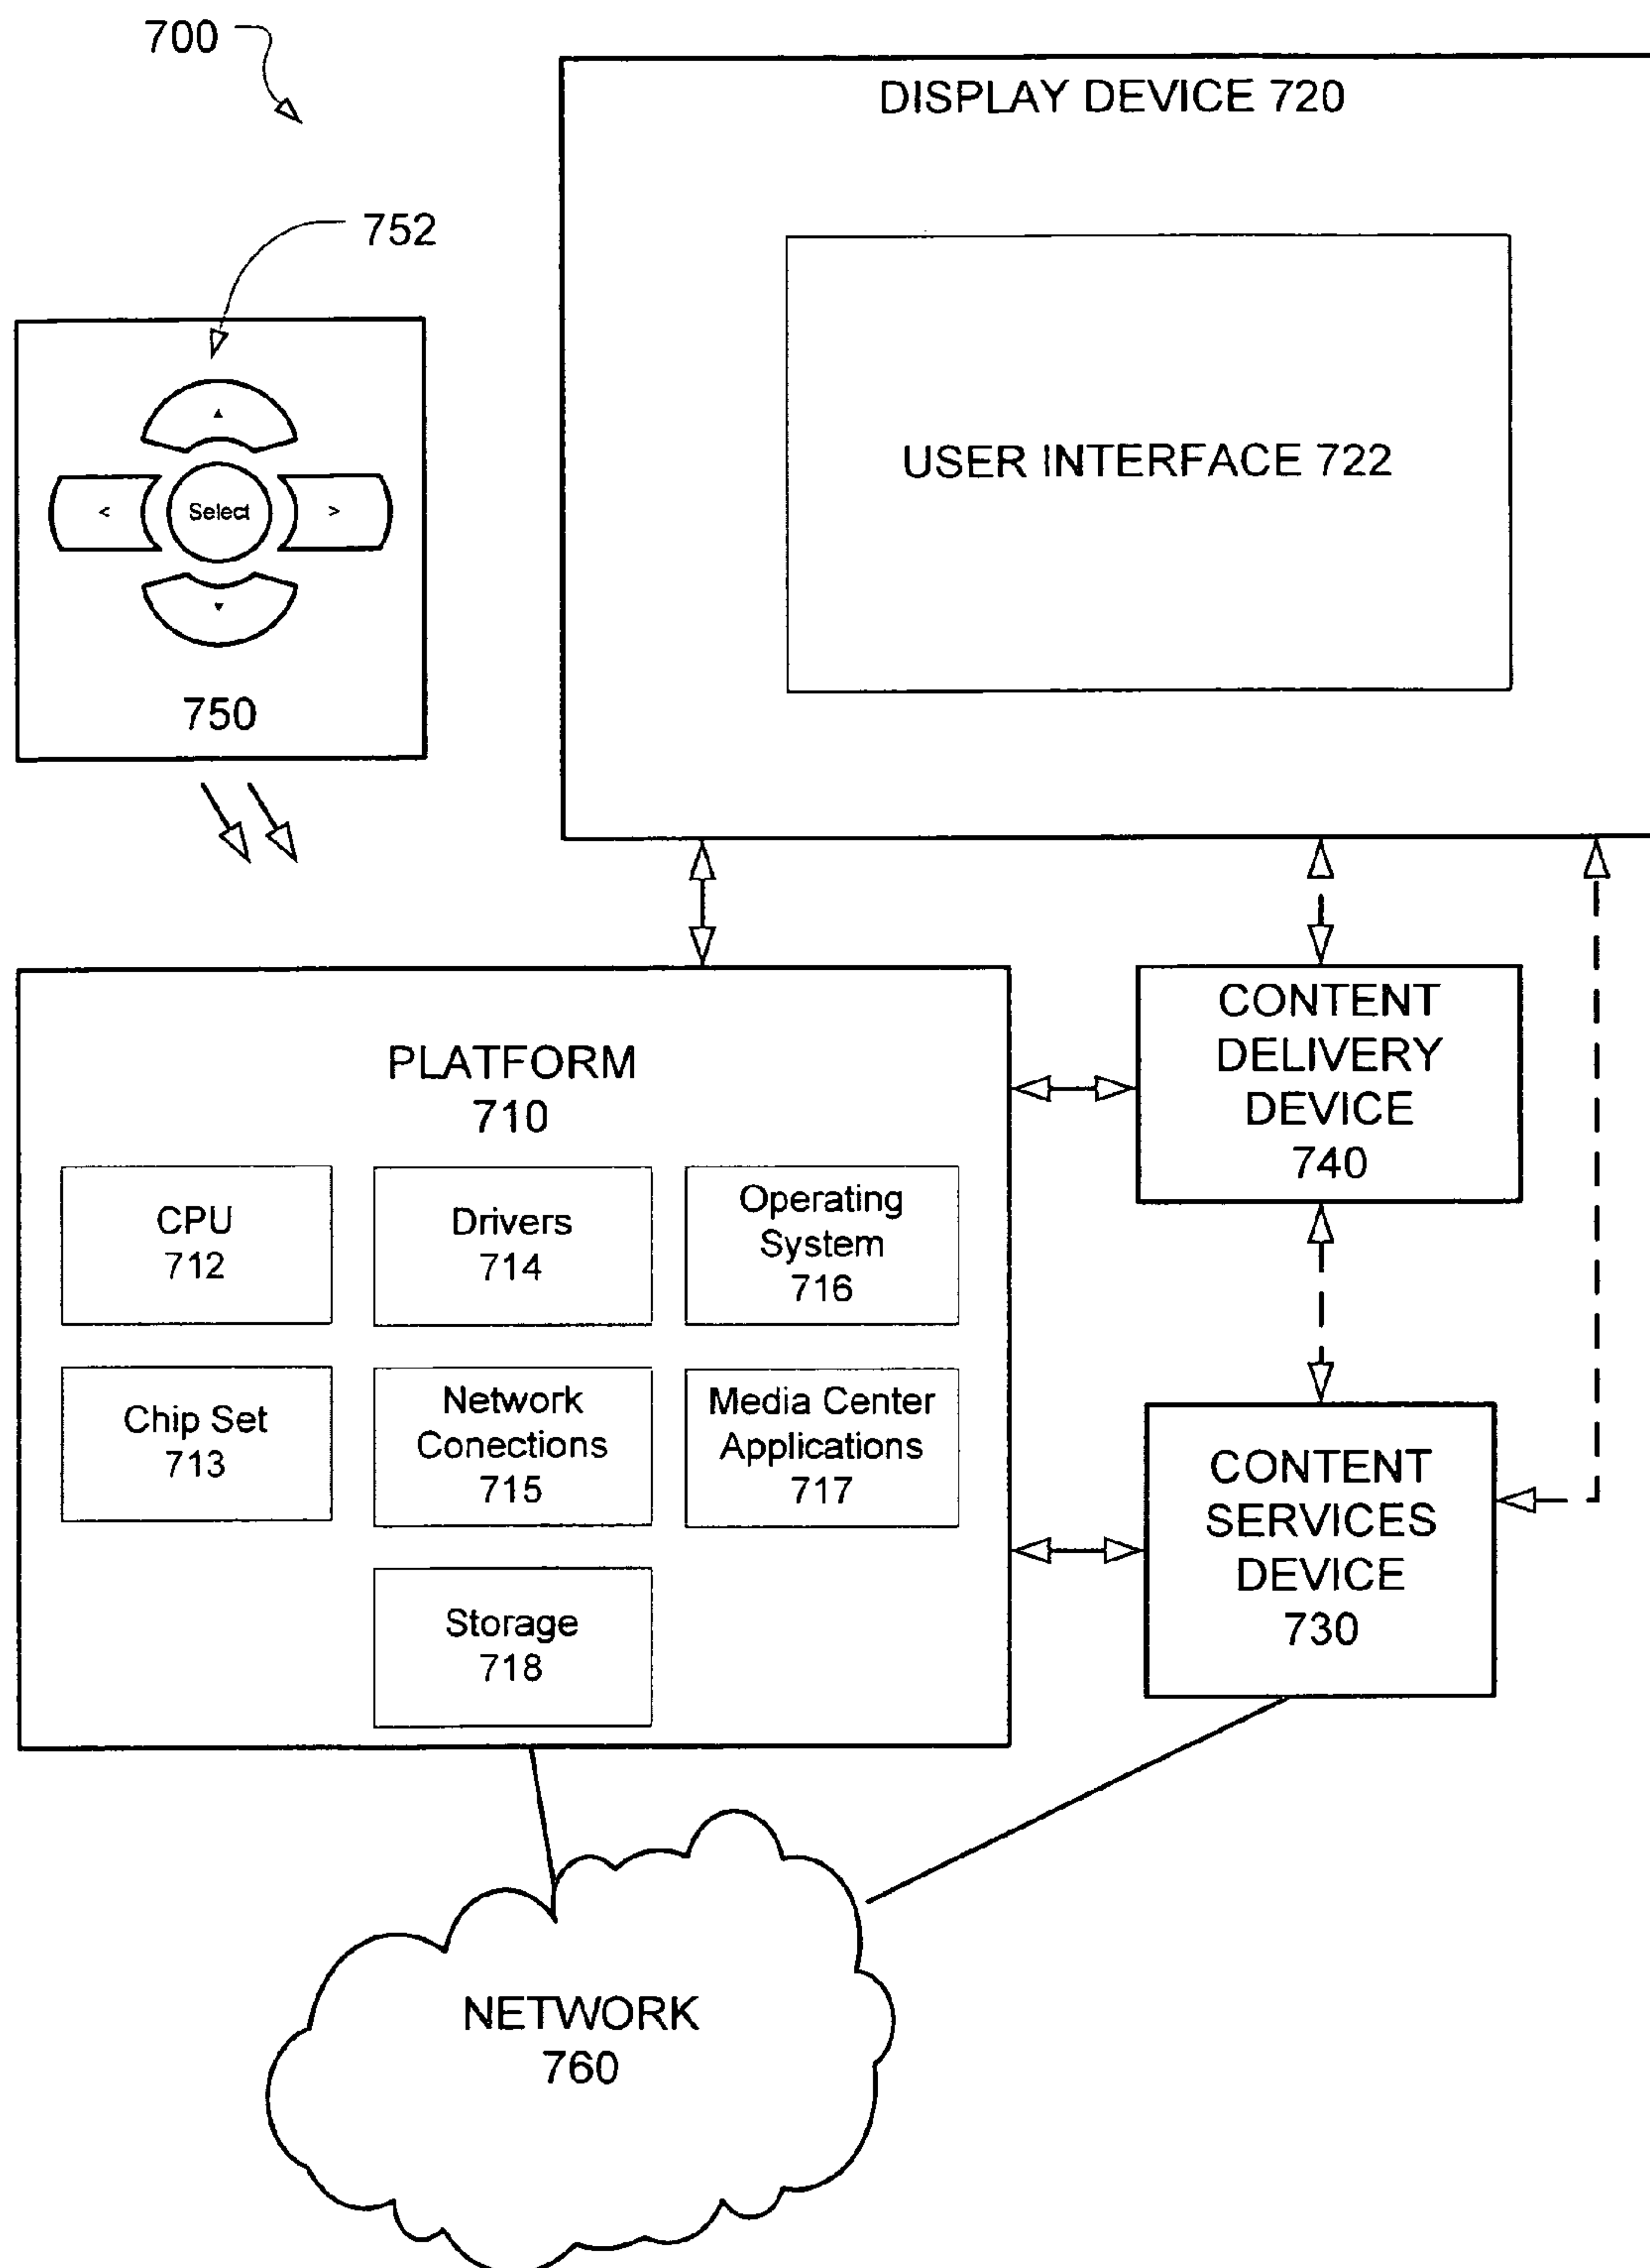 700
DISPLAY DEVICE 720
752
USER INTERFACE 722
<
Select
>
750
PLATFORM
710
CPU
712
Drivers
714
Operating
System
716
Chip Set
713
Network
Conections
715
Media Center
Applications
717
Storage
718
CONTENT
DELIVERY
DEVICE
740
CONTENT
SERVICES
DEVICE
730
NETWORK
760